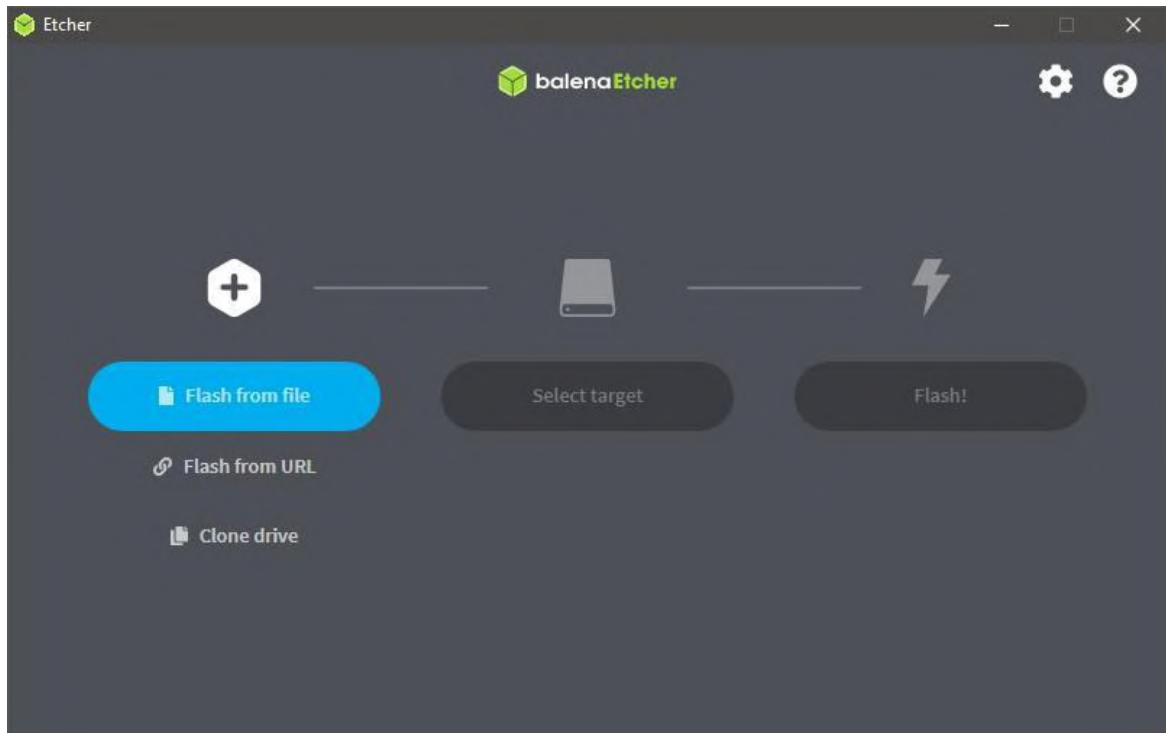 Etcher
balenaEtcher
Flash from file
Select target
Flash!
Flash from URL
Clone drive